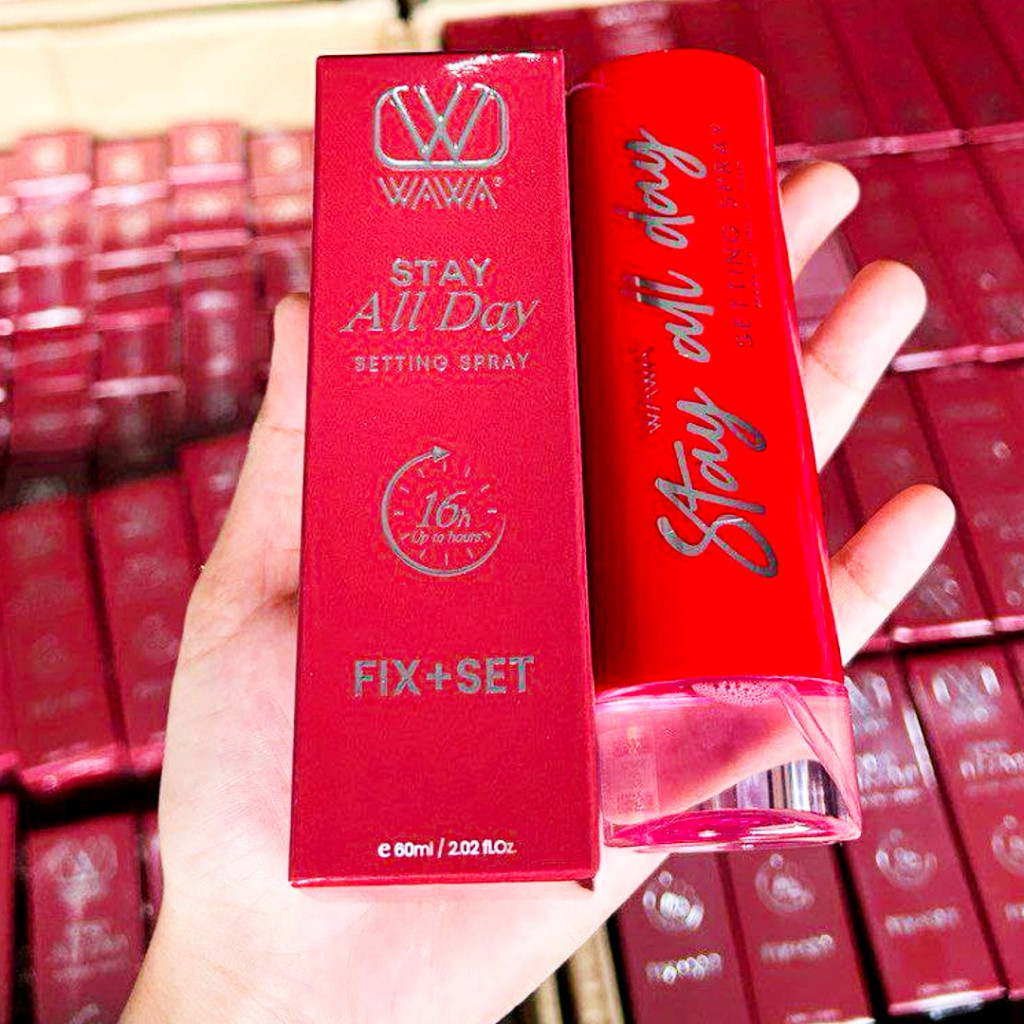 W
WAWA®
STAY
All Day
SETTING SPRAY
16h
Up to hours.
FIX+SET
e 60ml / 2.02 fl.Oz.
WAWA
Stay all day
SETTING SPRAY